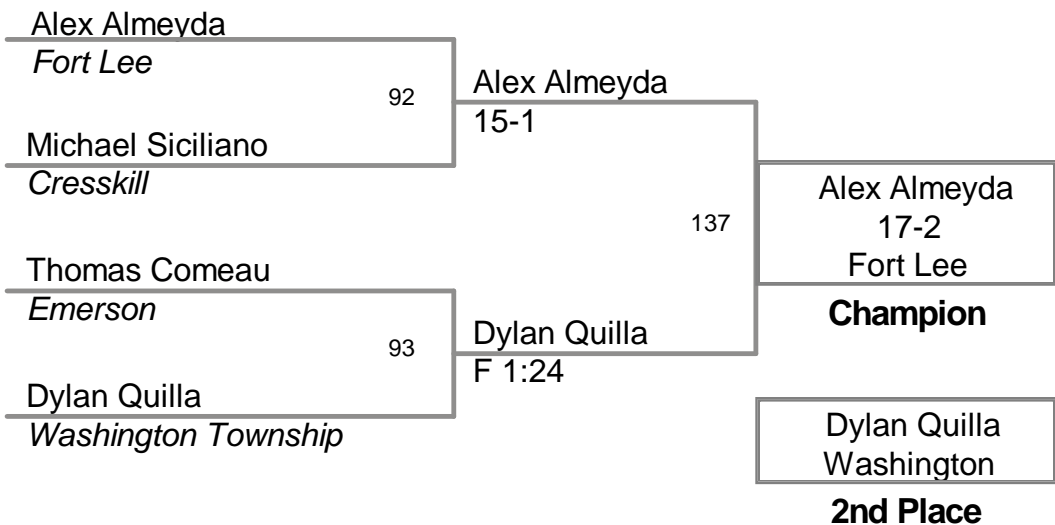 Alex Almeyda
Fort Lee
92
Michael Siciliano
Cresskill
Thomas Comeau
Emerson
93
Dylan Quilla
Washington Township
Alex Almeyda
15-1
137
Dylan Quilla
F 1:24
Alex Almeyda
17-2
Fort Lee
Champion
Dylan Quilla
Washington
2nd Place